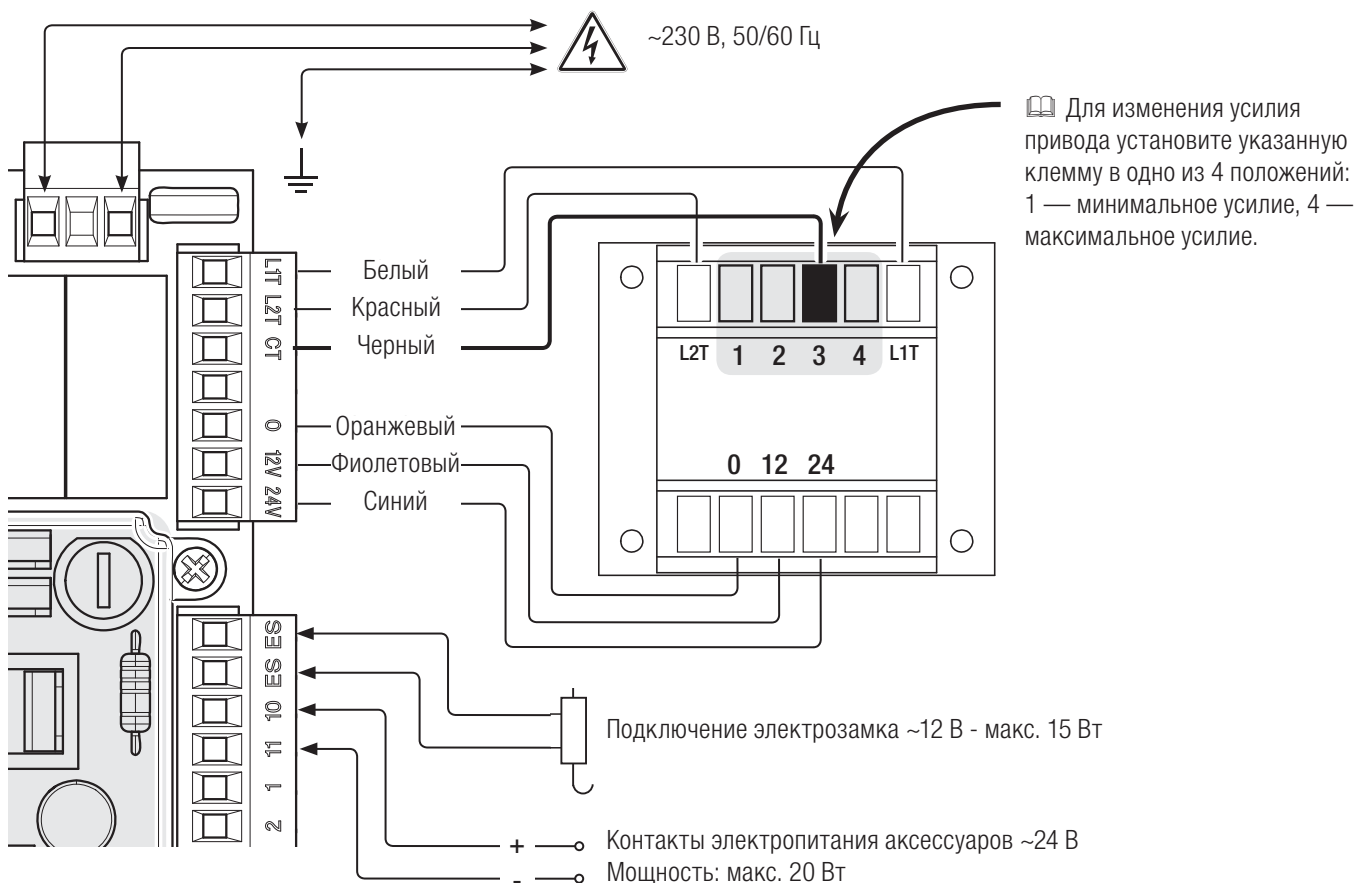 ~230 В, 50/60 Гц
Для изменения усилия
привода установите указанную
клемму в одно из 4 положений:
1 — минимальное усилие, 4 —
максимальное усилие.
L1T Белый
L2T Красный
CT Черный
0 Оранжевый
12V Фиолетовый
24V Синий
L2T 1 2 3 4 L1T
0 12 24
ES
ES
10
11
1
2
Подключение электрозамка ~12 В - макс. 15 Вт
+ Контакты электропитания аксессуаров ~24 В
- Мощность: макс. 20 Вт